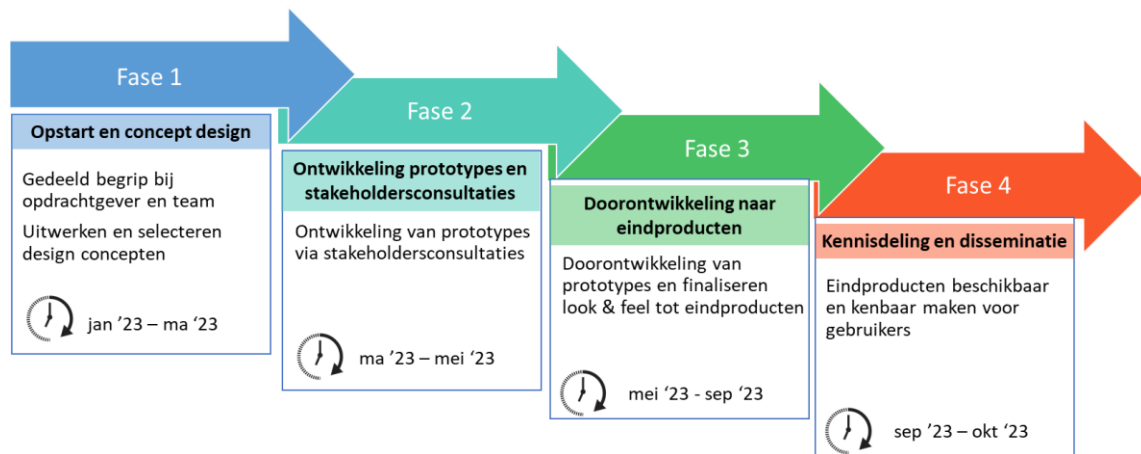 Fase 1
Opstart en concept design
Gedeeld begrip bij
opdrachtgever en team
Uitwerken en selecteren
design concepten
jan ’23 – ma ‘23
Fase 2
Ontwikkeling prototypes en
stakeholdersconsultaties
Ontwikkeling van prototypes
via stakeholdersconsultaties
ma ’23 – mei ‘23
Fase 3
Doorontwikkeling naar
eindproducten
Doorontwikkeling van
prototypes en finaliseren
look & feel tot eindproducten
mei ‘23 - sep ‘23
Fase 4
Kennisdeling en disseminatie
Eindproducten beschikbaar
en kenbaar maken voor
gebruikers
sep ’23 – okt ‘23